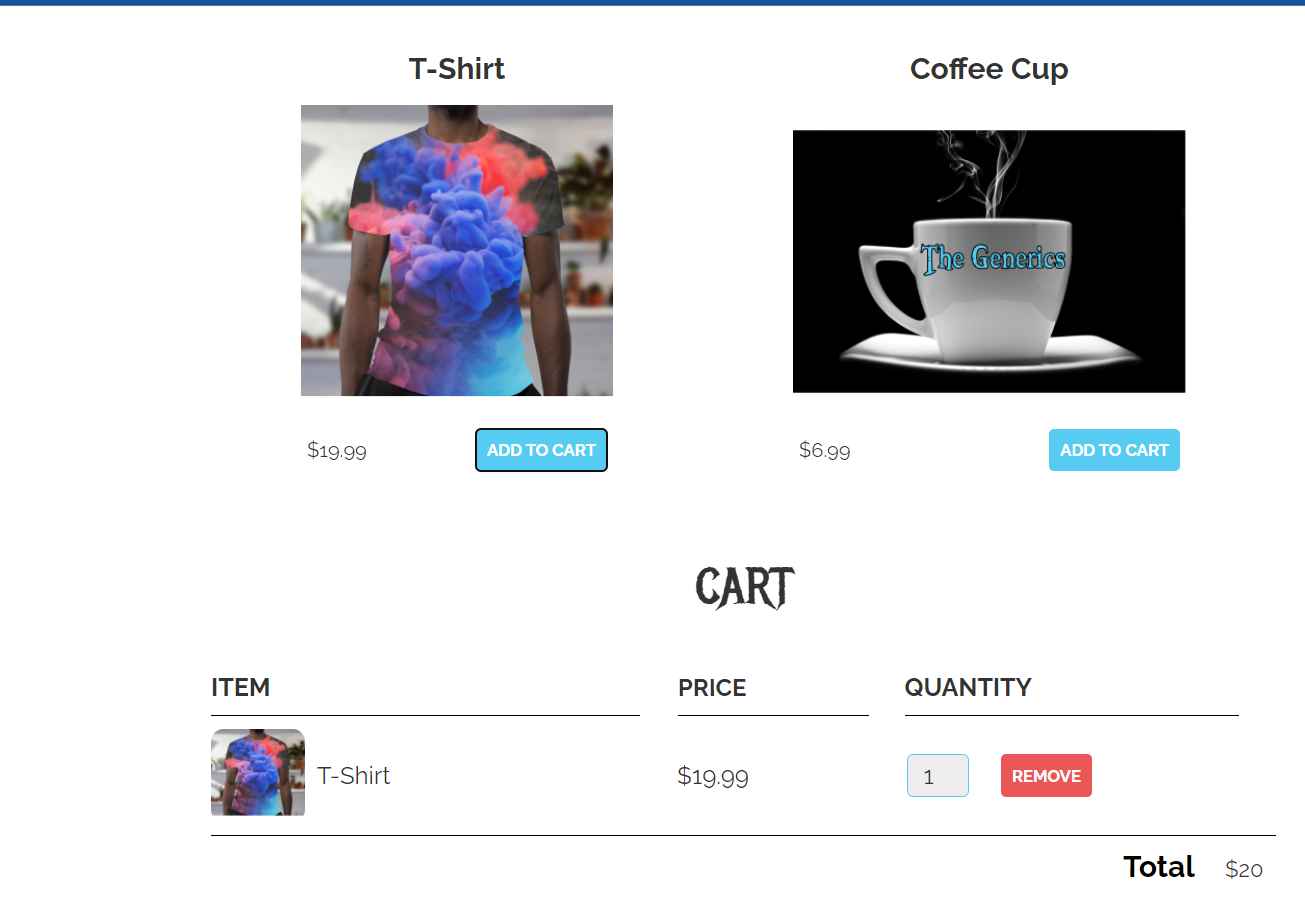 T-Shirt
Coffee Cup
The Generics
$19.99
ADD TO CART
$6.99
ADD TO CART
CART
ITEM
PRICE
QUANTITY
T-Shirt
$19.99
1
REMOVE
Total
$20